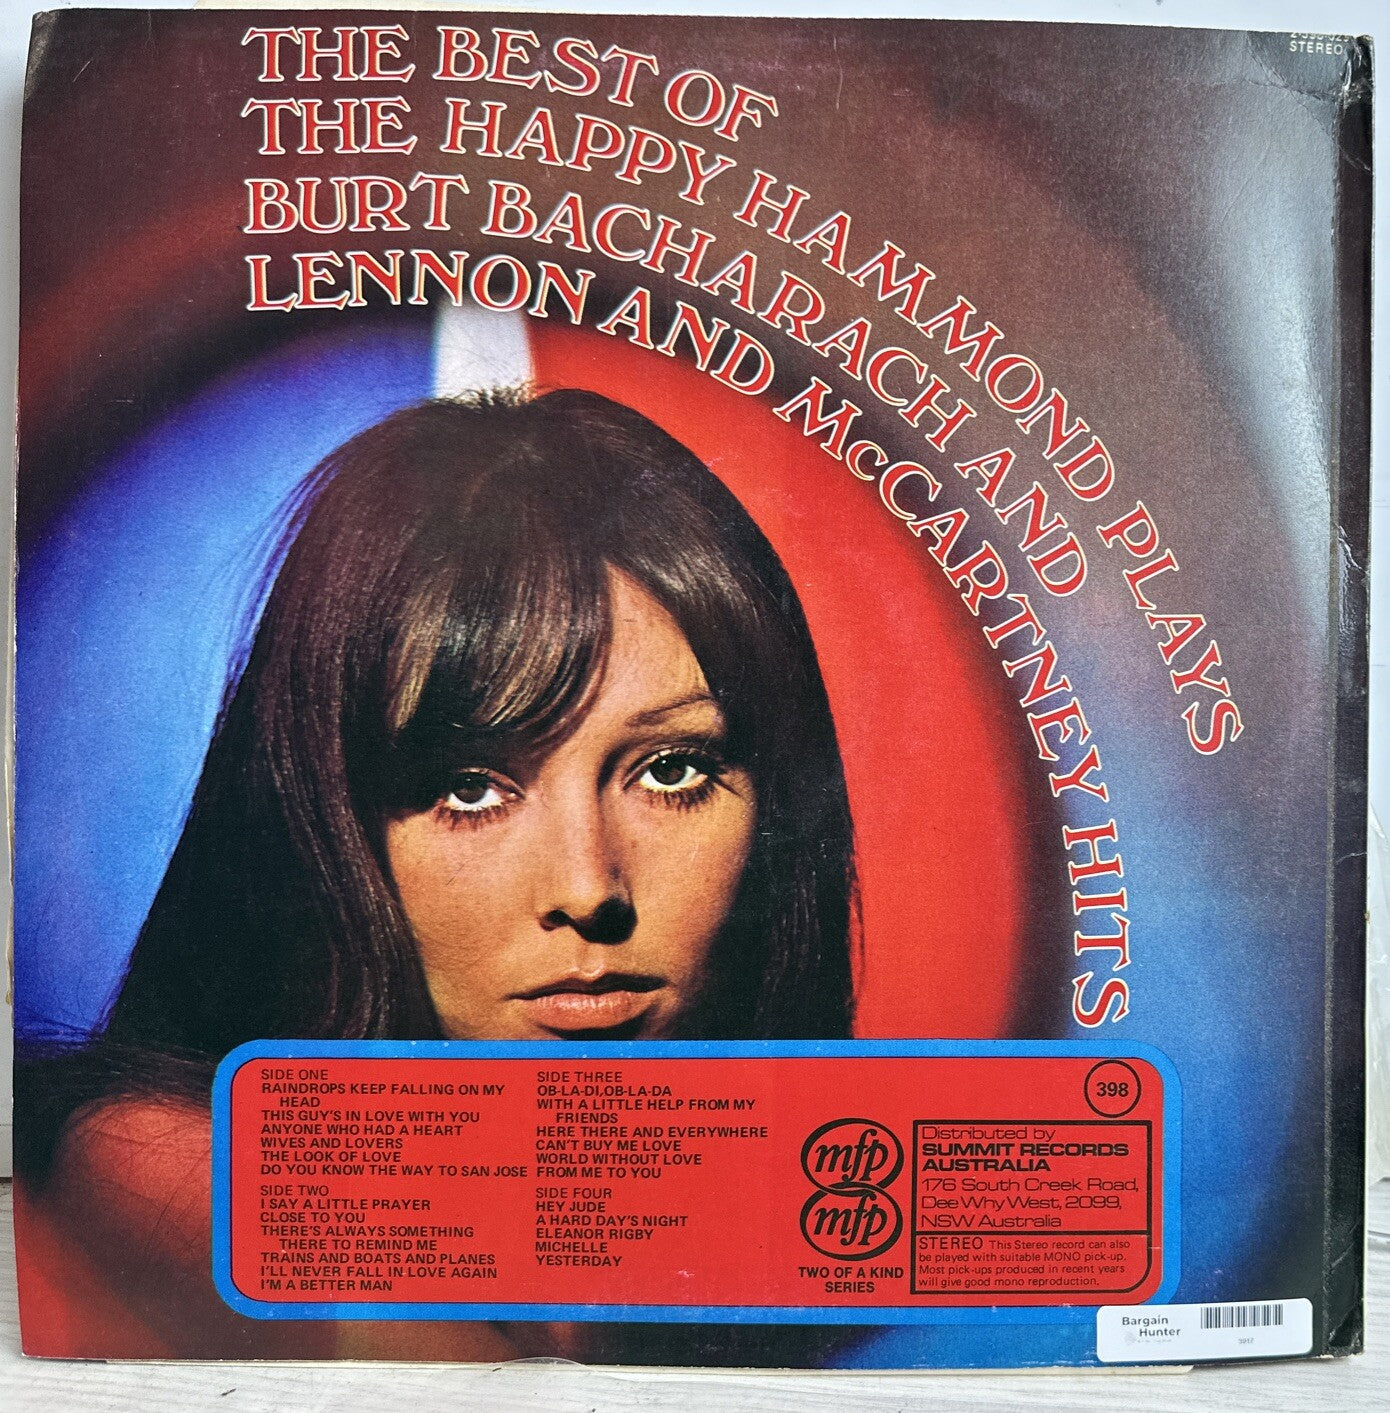 STEREO
THE BEST OF
THE HAPPY HAMMOND PLAYS
BURT BACHARACH AND
LENNON AND McCARTNEY HITS
SIDE ONE
RAINDROPS KEEP FALLING ON MY
HEAD
THIS GUY'S IN LOVE WITH YOU
ANYONE WHO HAD A HEART
WIVES AND LOVERS
THE LOOK OF LOVE
DO YOU KNOW THE WAY TO SAN JOSE
SIDE TWO
I SAY A LITTLE PRAYER
CLOSE TO YOU
THERE'S ALWAYS SOMETHING
THERE TO REMIND ME
TRAINS AND BOATS AND PLANES
I'LL NEVER FALL IN LOVE AGAIN
I'M A BETTER MAN
SIDE THREE
OB-LA-DI,OB-LA-DA
WITH A LITTLE HELP FROM MY
FRIENDS
HERE THERE AND EVERYWHERE
CAN'T BUY ME LOVE
WORLD WITHOUT LOVE
FROM ME TO YOU
SIDE FOUR
HEY JUDE
A HARD DAY'S NIGHT
ELEANOR RIGBY
MICHELLE
YESTERDAY
mfp
mfp
TWO OF A KIND
SERIES
398
Distributed by
SUMMIT RECORDS
AUSTRALIA
176 South Creek Road,
Dee Why West, 2099,
NSW Australia
STEREO This Stereo record can also
be played with suitable MONO pick-up.
Most pick-ups produced in recent years
will give good mono reproduction.
Bargain
Hunter